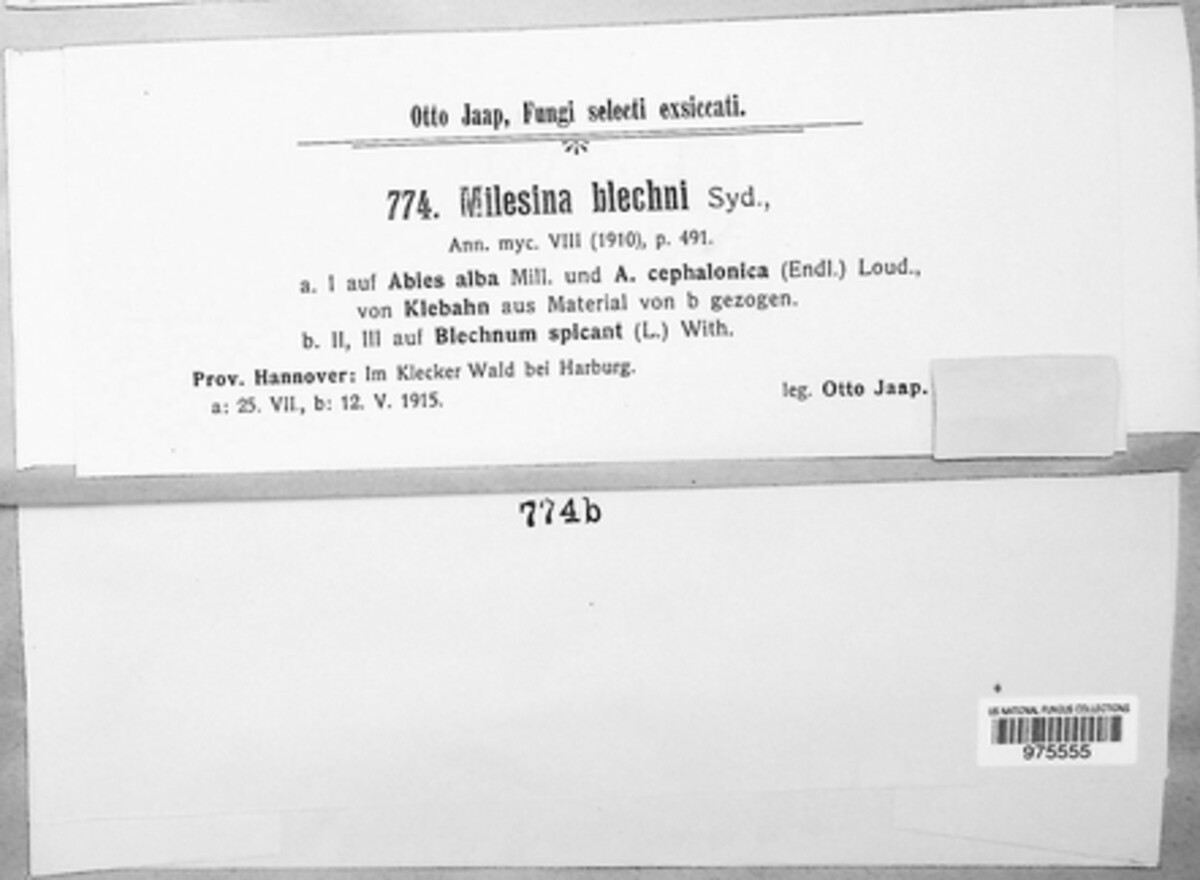 Otto Jaap, Fungi selecti exsiccati.
774. Milesina blechni Syd.,
Ann. myc. VIII (1910), p. 491.
a. I auf Abies alba Mill. und A. cephalonica (Endl.) Loud.,
von Klebahn aus Material von b gezogen.
b. II, III auf Blechnum spicant (L.) With.
Prov. Hannover: Im Klecker Wald bei Harburg.
a: 25. VII., b: 12. V. 1915.
leg. Otto Jaap.
774b
US NATIONAL FUNGUS COLLECTIONS
975555